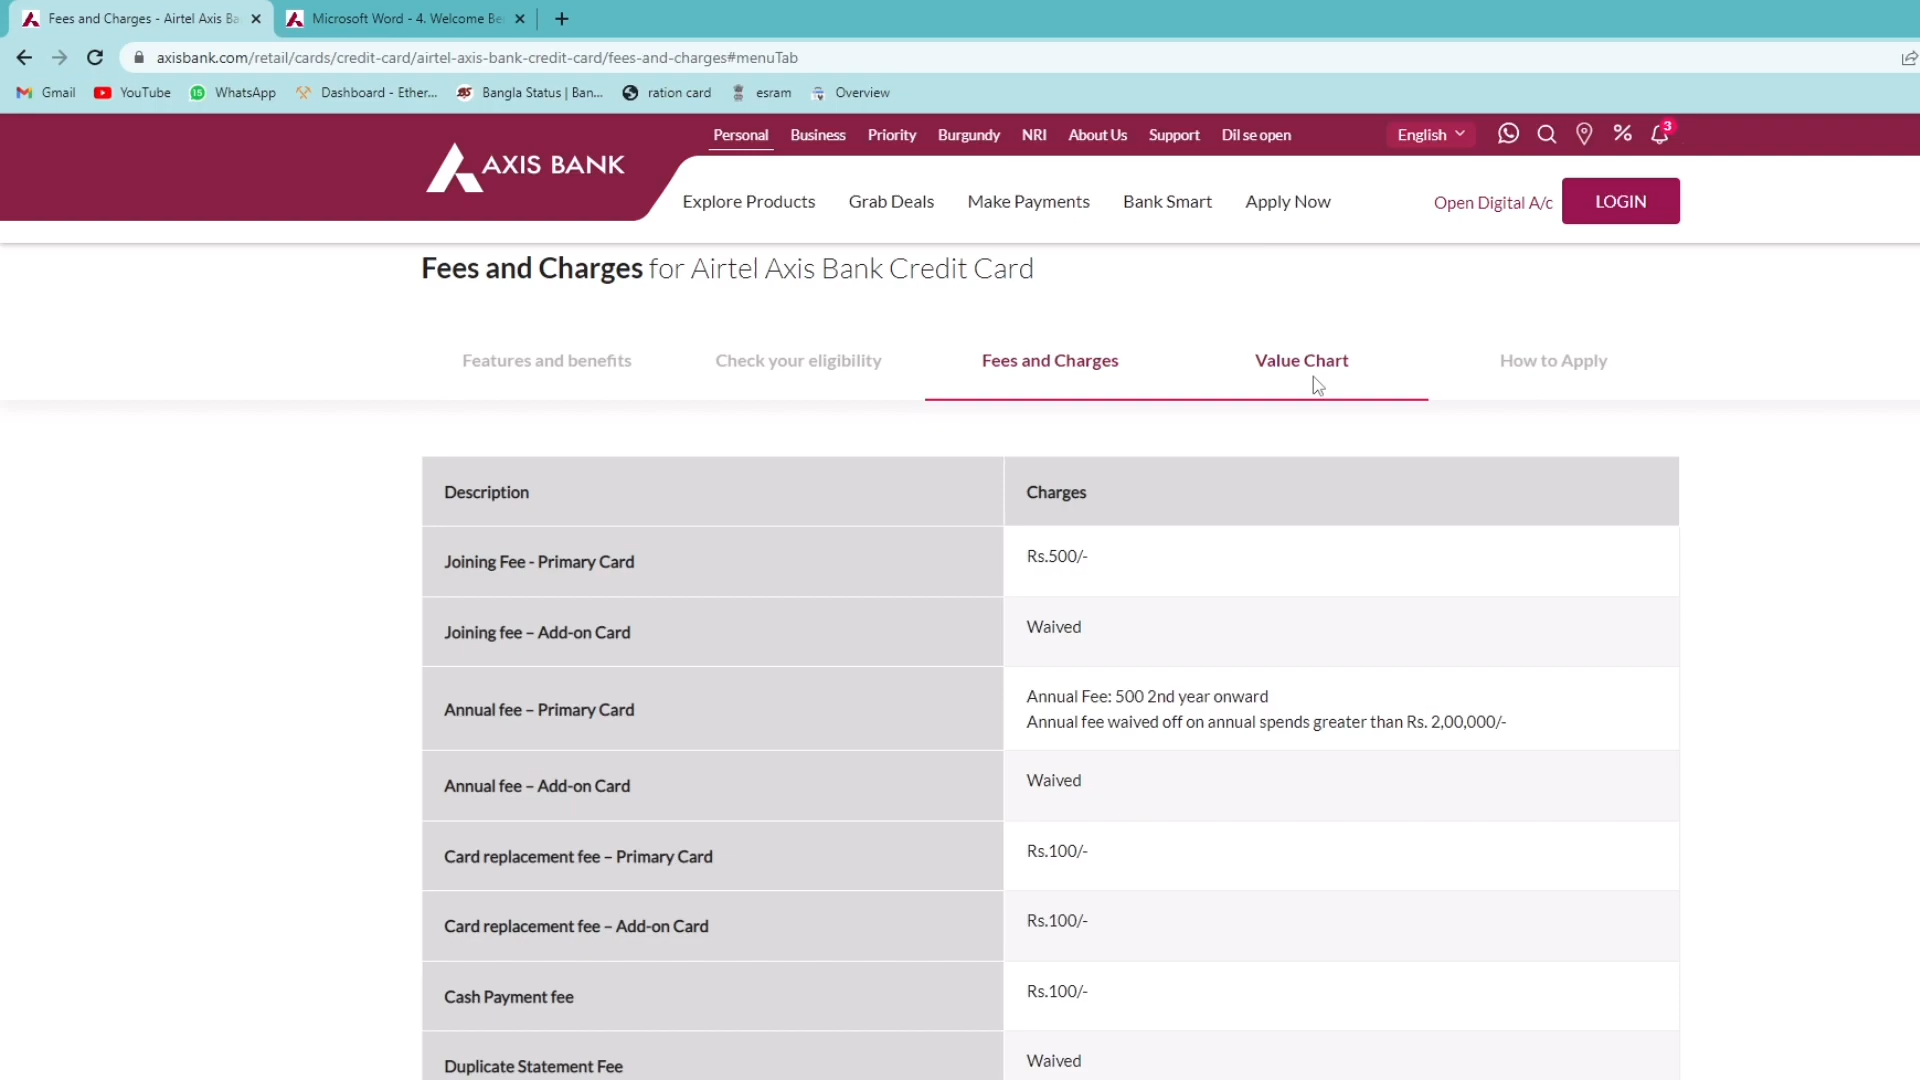 Fees and Charges - Airtel Axis Ba
Microsoft Word - 4. Welcome Be
axisbank.com/retail/cards/credit-card/airtel-axis-bank-credit-card/fees-and-charges#menuTab
Gmail YouTube 15 WhatsApp Dashboard - Ether... BS Bangla Status | Ban... ration card esram Overview
Personal Business Priority Burgundy NRI About Us Support Dil se open English 3
AXIS BANK
Explore Products Grab Deals Make Payments Bank Smart Apply Now Open Digital A/c LOGIN
Fees and Charges for Airtel Axis Bank Credit Card
Features and benefits Check your eligibility Fees and Charges Value Chart How to Apply
Description Charges
Joining Fee - Primary Card Rs.500/-
Joining fee – Add-on Card Waived
Annual fee – Primary Card Annual Fee: 500 2nd year onward
Annual fee waived off on annual spends greater than Rs. 2,00,000/-
Annual fee – Add-on Card Waived
Card replacement fee – Primary Card Rs.100/-
Card replacement fee – Add-on Card Rs.100/-
Cash Payment fee Rs.100/-
Duplicate Statement Fee Waived